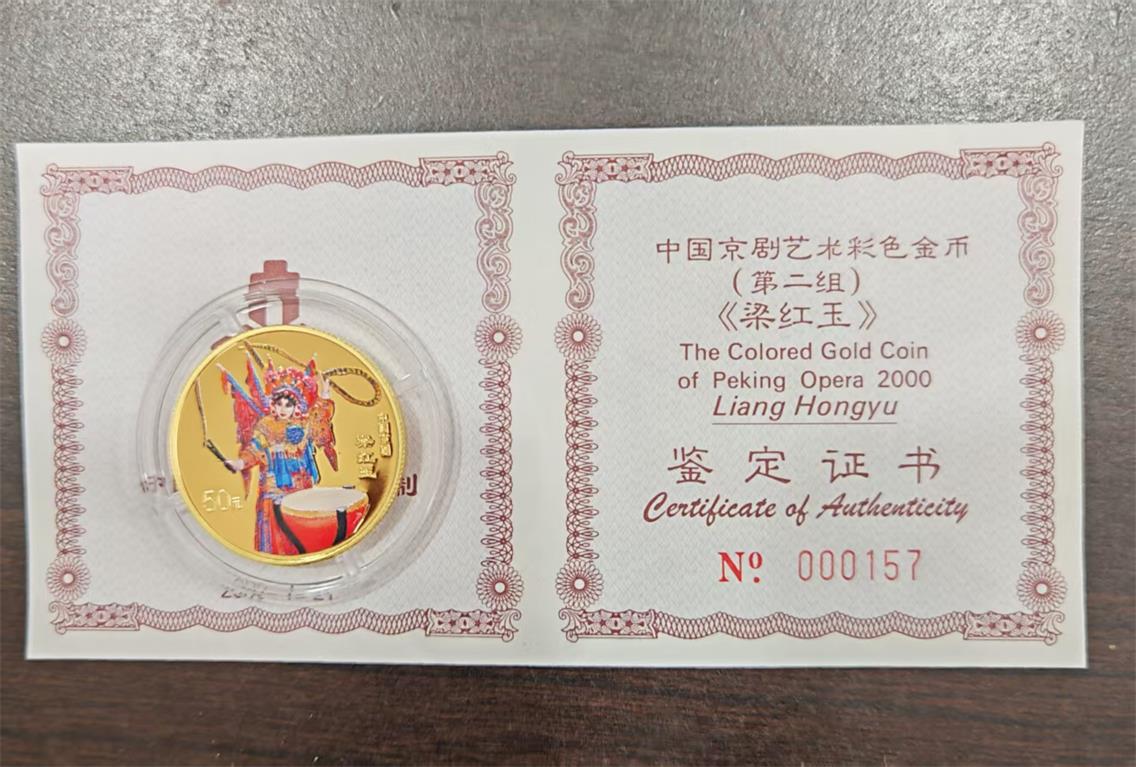 50元
制
中国京剧艺术彩色金币
（第二组）
《梁红玉》
The Colored Gold Coin
of Peking Opera 2000
Liang Hongyu
鉴定证书
Certificate of Authenticity
Nº 000157